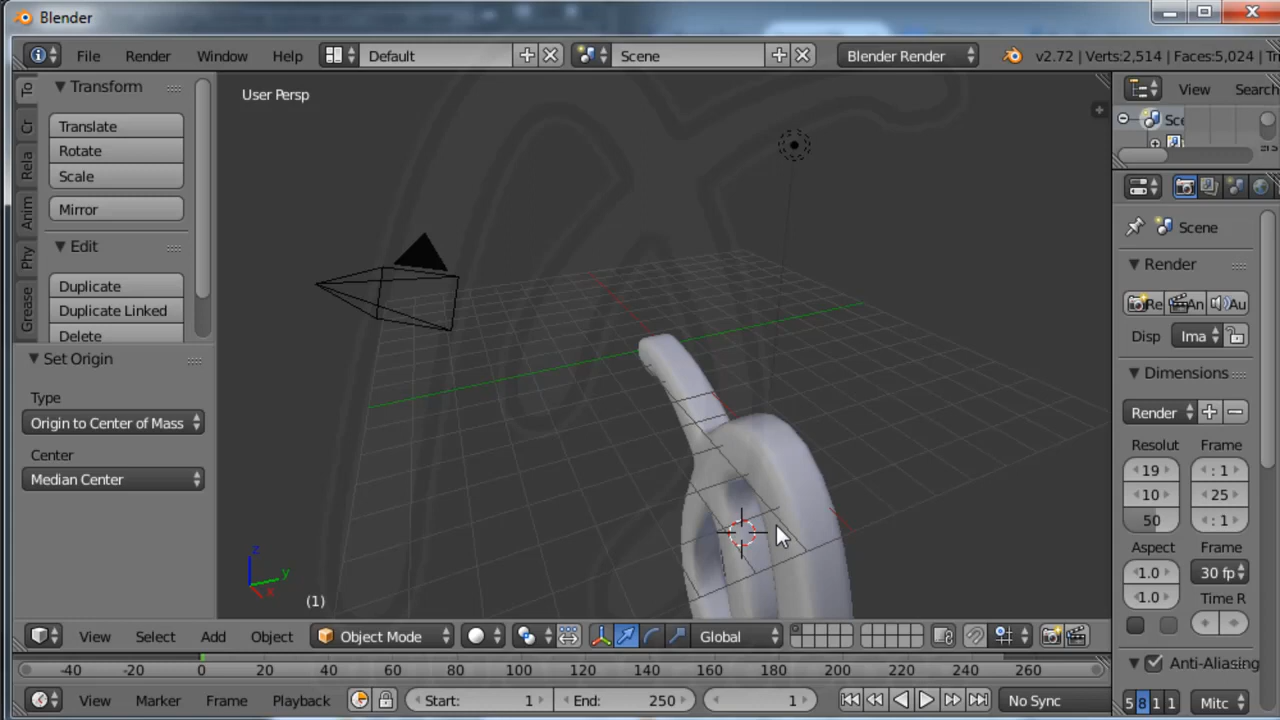 Blender
File Render Window Help Default Scene Blender Render v2.72 | Verts:2,514 | Faces:5,024 |
Transform
Translate
Rotate
Scale
Mirror
Edit
Duplicate
Duplicate Linked
Delete
To
Cr
Rela
Anim
Phy
Grease
Set Origin
Type
Origin to Center of Mass
Center
Median Center
User Persp
z
y
x
(1)
View Select Add Object Object Mode Global
-40 -20 0 20 40 60 80 100 120 140 160 180 200 220 240 260
View Marker Frame Playback Start: 1 End: 250 1 No Sync
View Search
Sce
Scene
Render
Re An Au
Disp Ima
Dimensions
Render
Resolut Frame
19 : 1
10 25
50 : 1
Aspect Frame
1.0 30 fp
1.0 Time R
Anti-Aliasing
5 8 1 1 Mitc